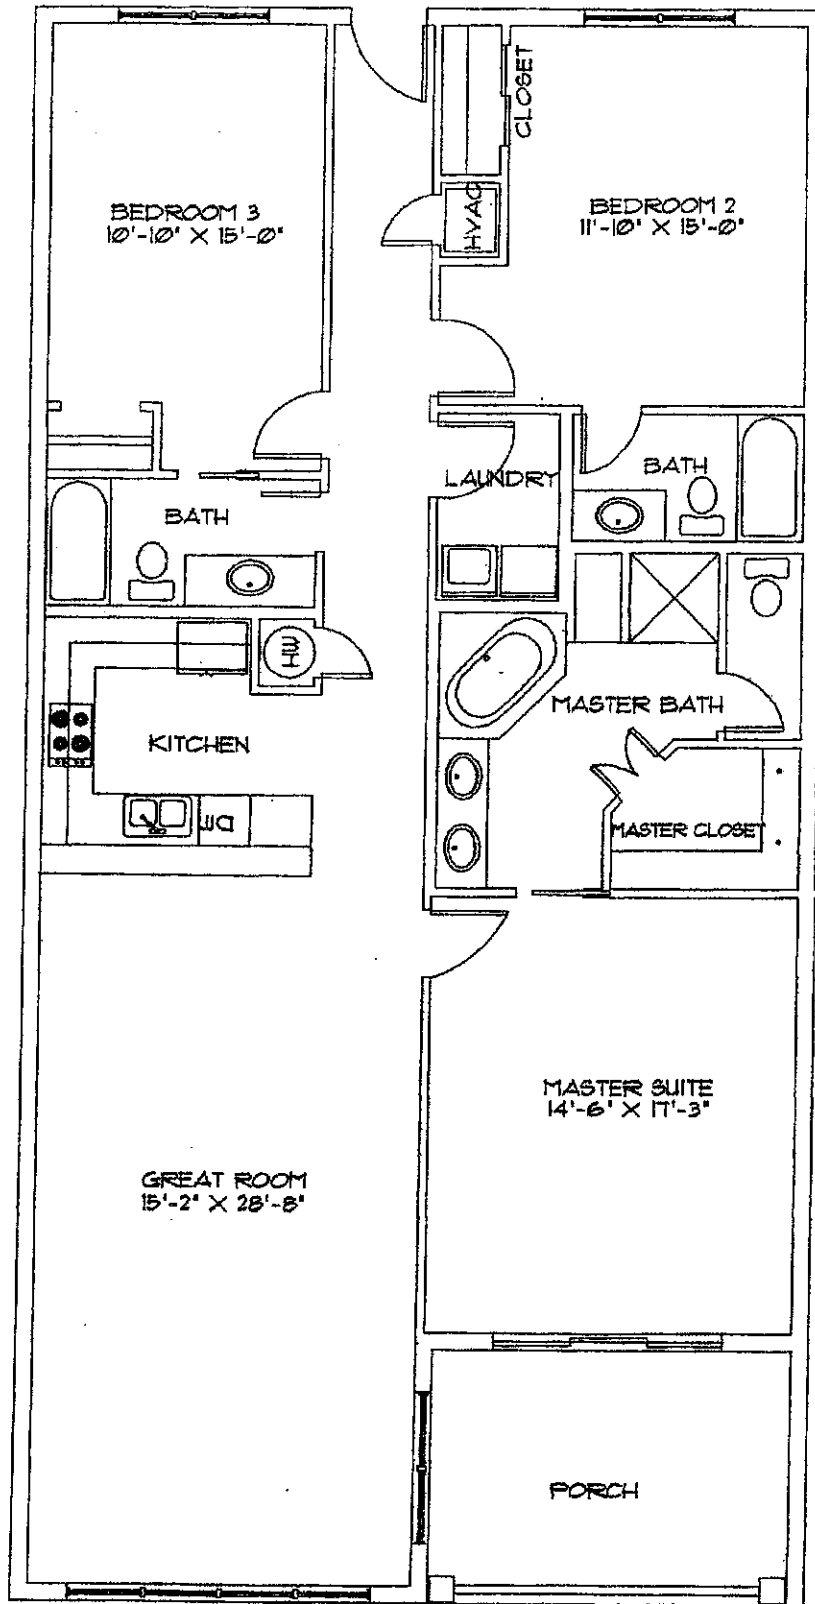 CLOSET
HVAC
BEDROOM 3
10'-10" X 15'-0"
BEDROOM 2
11'-10" X 15'-0"
LAUNDRY
BATH
BATH
HW
MASTER BATH
KITCHEN
DW
MASTER CLOSET
MASTER SUITE
14'-6" X 17'-3"
GREAT ROOM
15'-2" X 28'-8"
PORCH